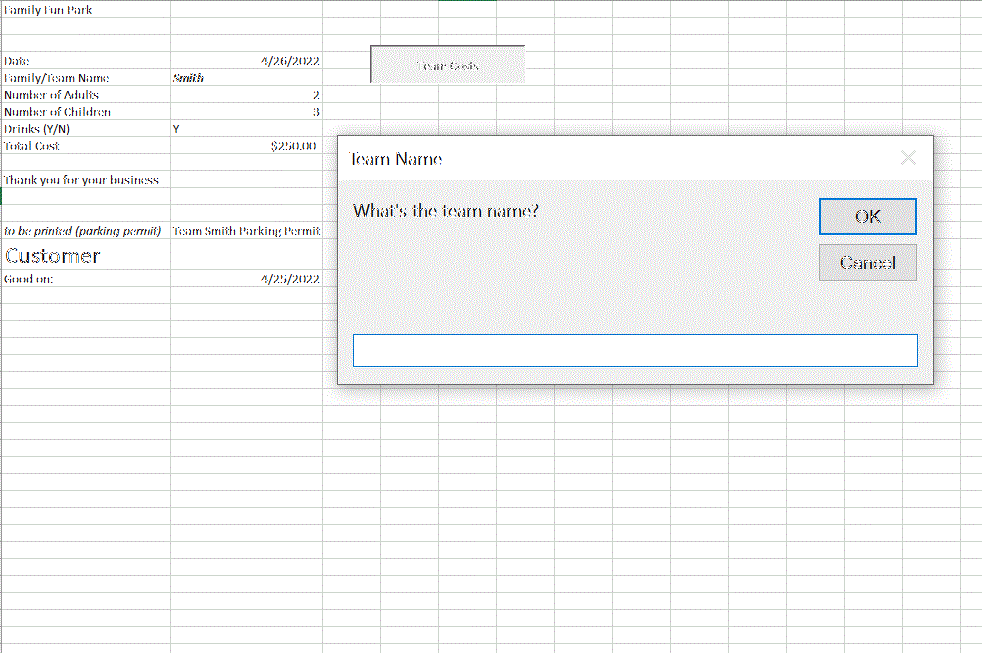 Family Fun Park
Date 4/26/2022
Team Costs
Family/Team Name Smith
Number of Adults 2
Number of Children 3
Drinks (Y/N) Y
Total Cost $250.00
Thank you for your business
to be printed (parking permit) Team Smith Parking Permit
Customer
Good on: 4/25/2022
Team Name
What's the team name?
OK
Cancel